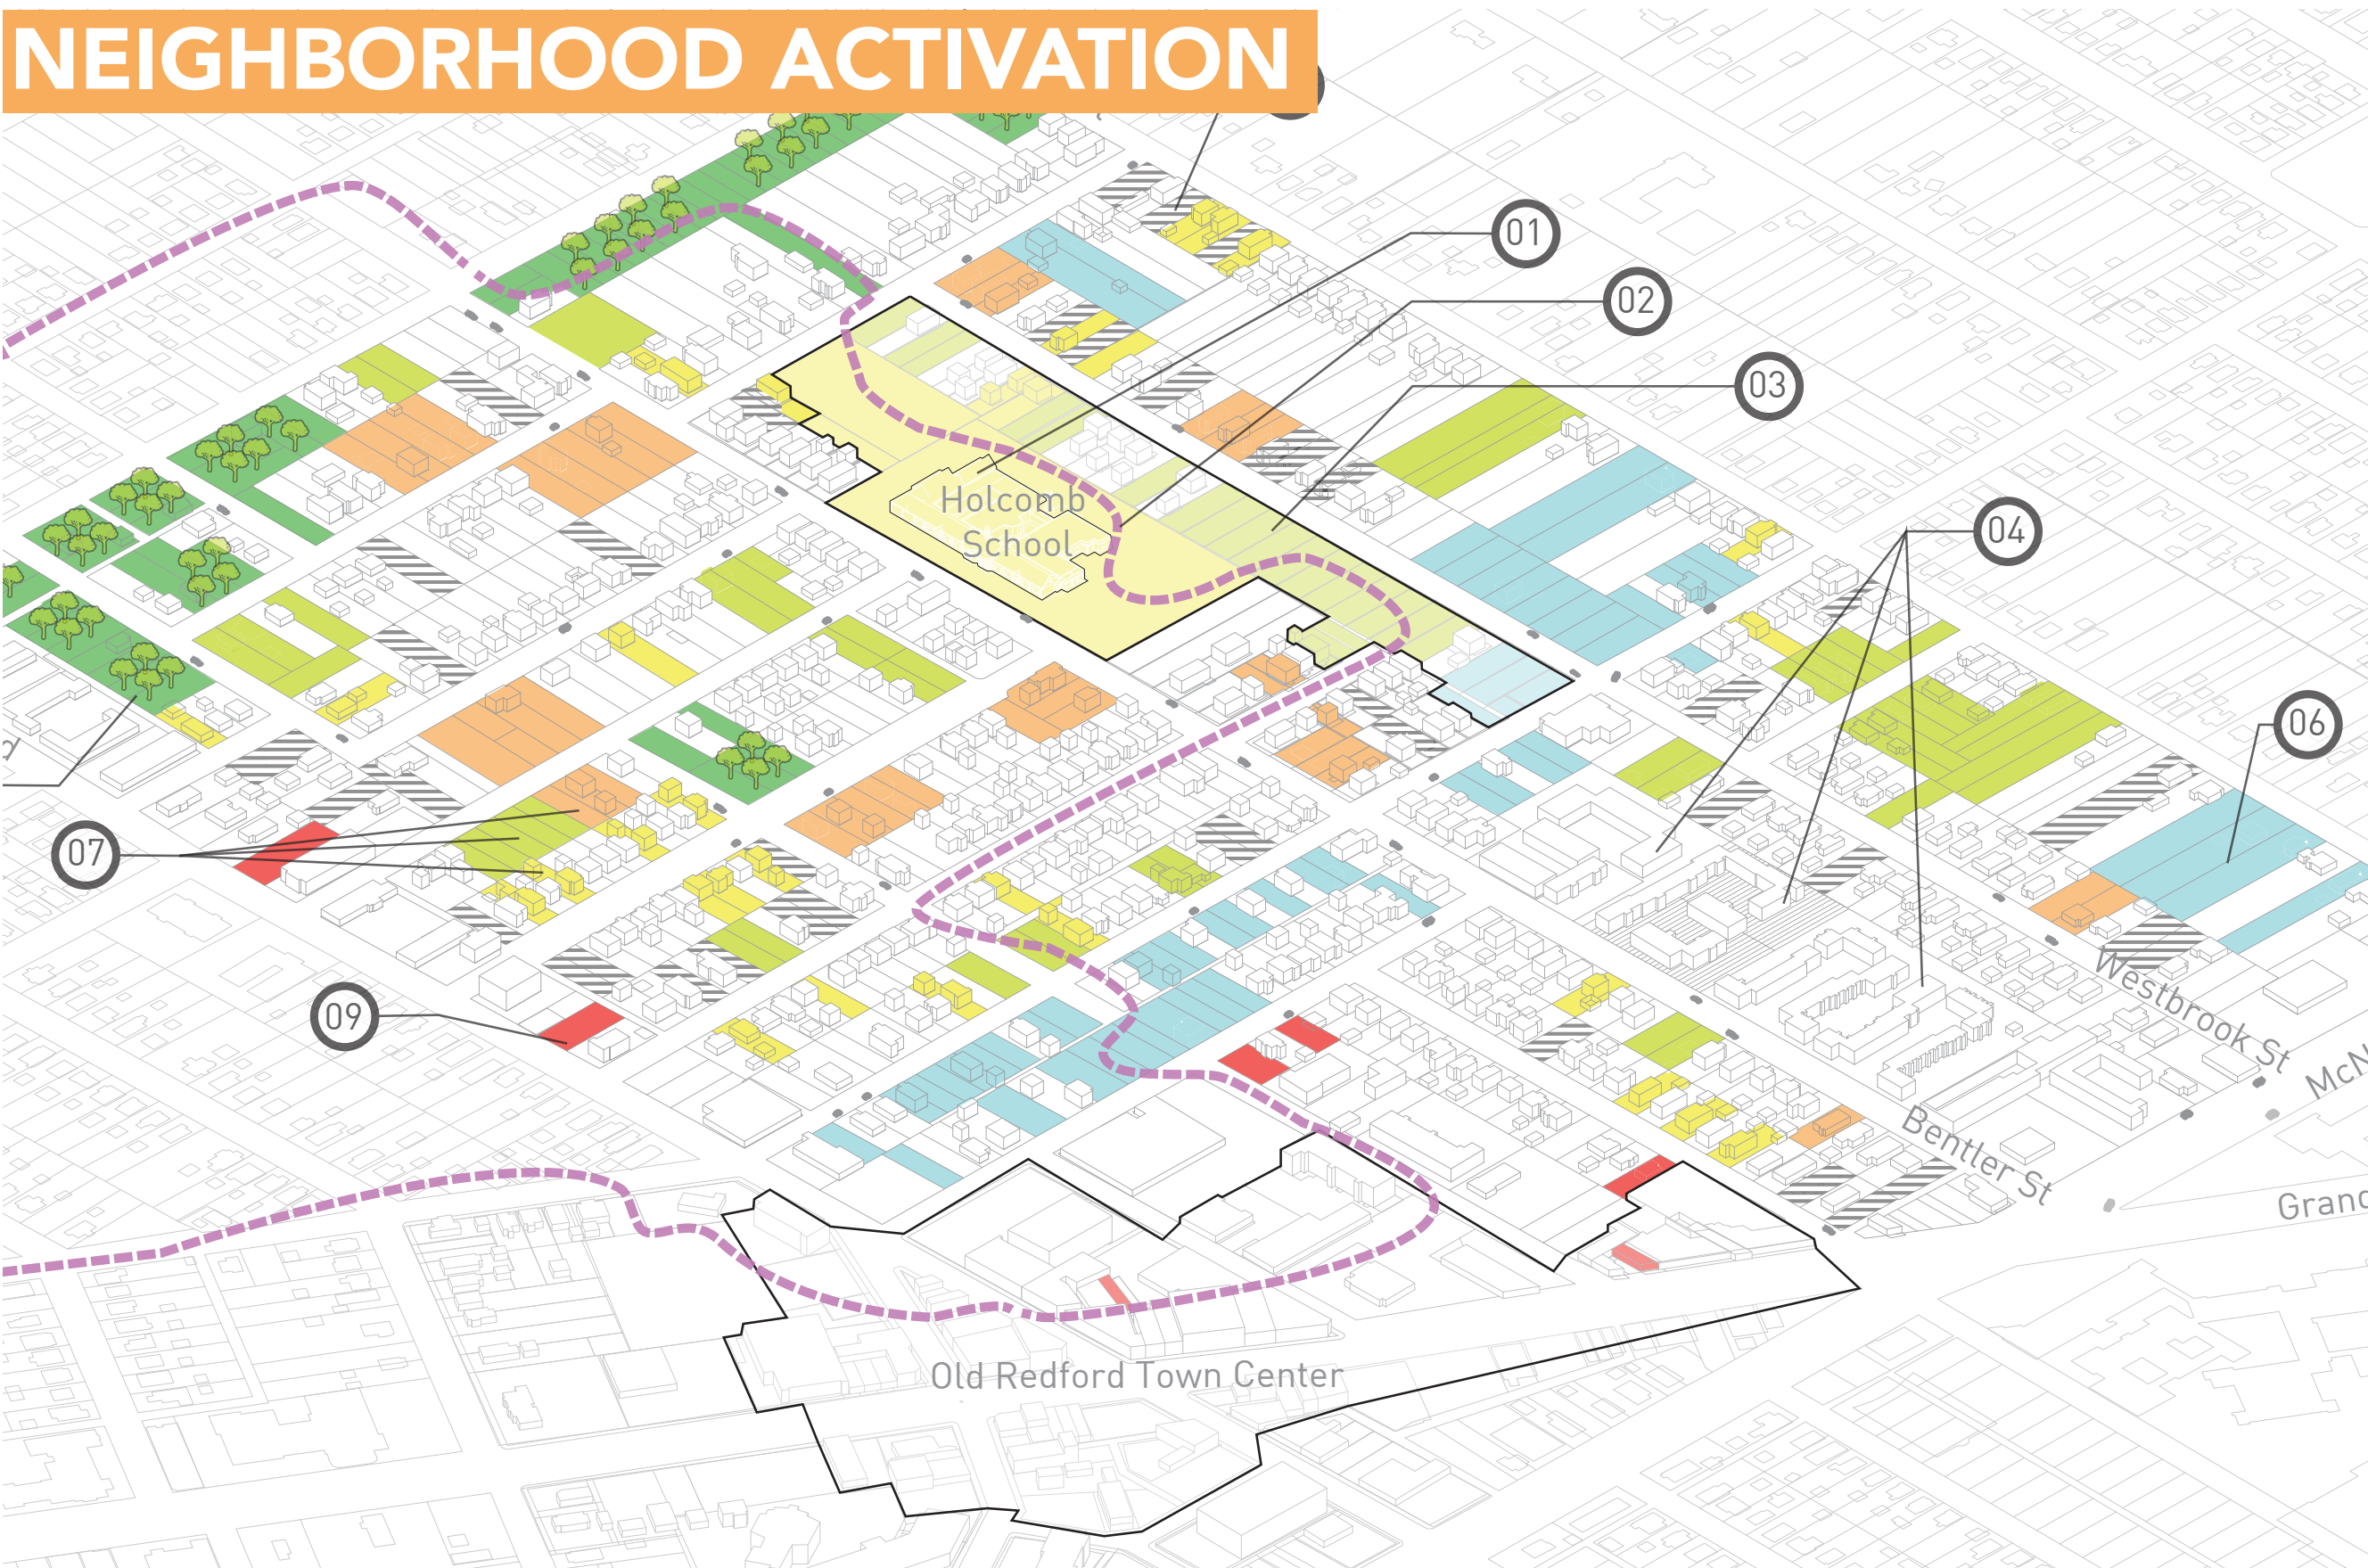 NEIGHBORHOOD ACTIVATION
01
02
03
Holcomb
School
04
06
07
Westbrook St
09
Bentler St
Old Redford Town Center